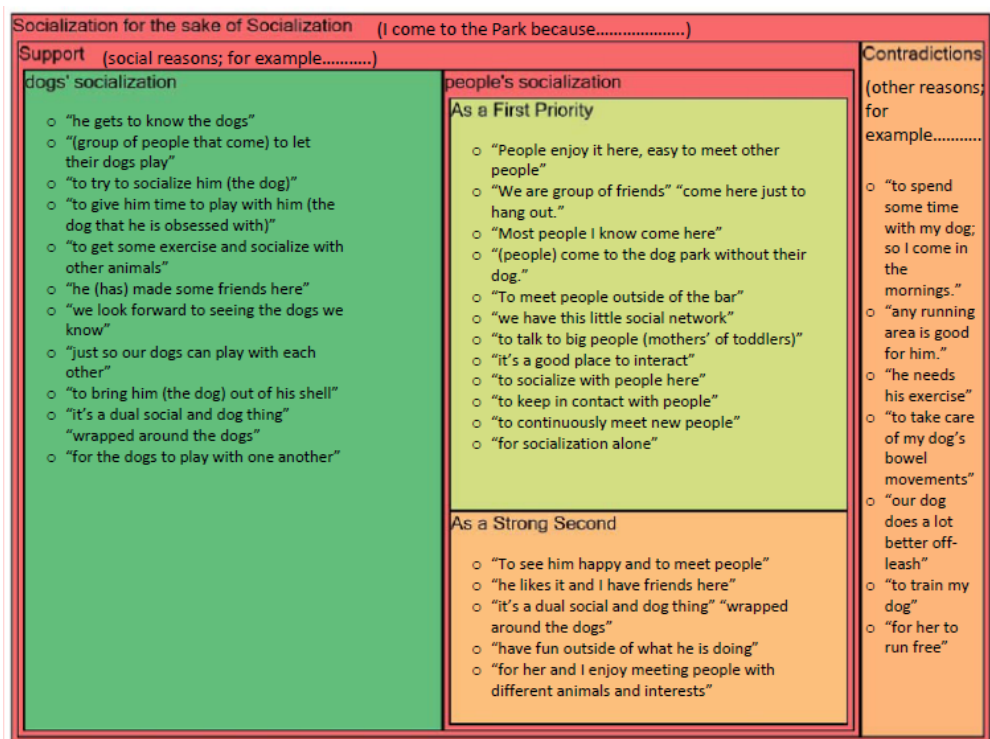 Socialization for the sake of Socialization (I come to the Park because....................)
Support (social reasons; for example...........)
dogs' socialization
o "he gets to know the dogs"
o "(group of people that come) to let
their dogs play"
o "to try to socialize him (the dog)"
o "to give him time to play with him (the
dog that he is obsessed with)"
o "to get some exercise and socialize with
other animals"
o "he (has) made some friends here"
o "we look forward to seeing the dogs we
know"
o "just so our dogs can play with each
other"
o "to bring him (the dog) out of his shell"
o "it's a dual social and dog thing"
"wrapped around the dogs"
o "for the dogs to play with one another"
people's socialization
As a First Priority
o "People enjoy it here, easy to meet other
people"
o "We are group of friends" "come here just to
hang out."
o "Most people I know come here"
o "(people) come to the dog park without their
dog."
o "To meet people outside of the bar"
o "we have this little social network"
o "to talk to big people (mothers' of toddlers)"
o "it's a good place to interact"
o "to socialize with people here"
o "to keep in contact with people"
o "to continuously meet new people"
o "for socialization alone"
As a Strong Second
o "To see him happy and to meet people"
o "he likes it and I have friends here"
o "it's a dual social and dog thing" "wrapped
around the dogs"
o "have fun outside of what he is doing"
o "for her and I enjoy meeting people with
different animals and interests"
Contradictions
(other reasons;
for
example...........
o "to spend
some time
with my dog;
so I come in
the
mornings."
o "any running
area is good
for him."
o "he needs
his exercise"
o "to take care
of my dog's
bowel
movements"
o "our dog
does a lot
better off-
leash"
o "to train my
dog"
o "for her to
run free"